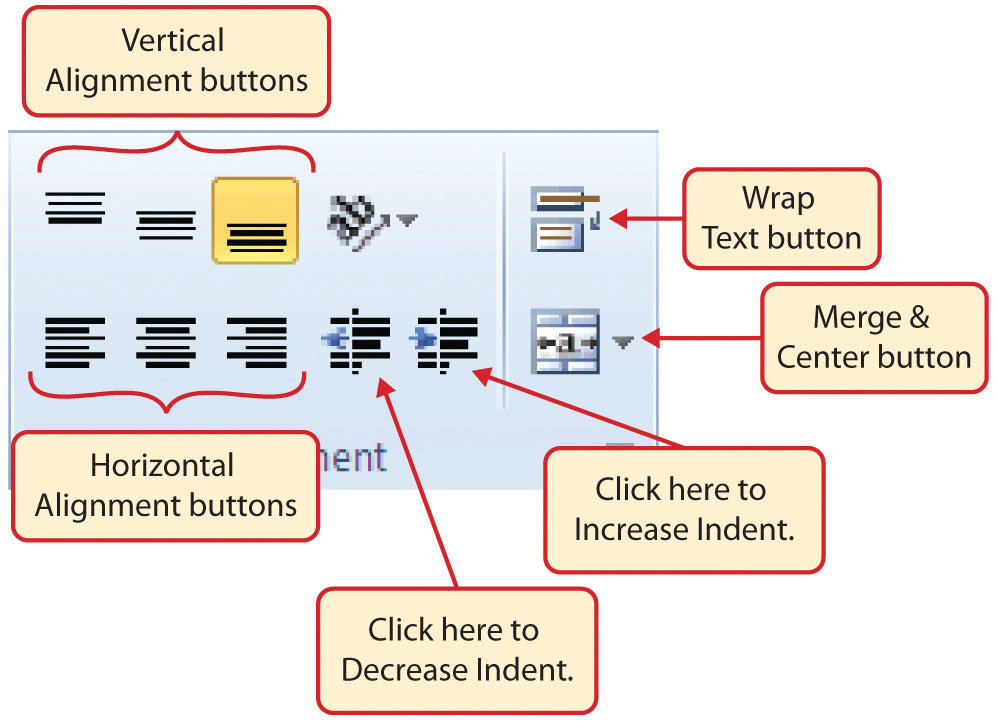 Vertical
Alignment buttons
Wrap
Text button
a
Merge &
Center button
Horizontal
Alignment buttons
Click here to
Increase Indent.
Click here to
Decrease Indent.